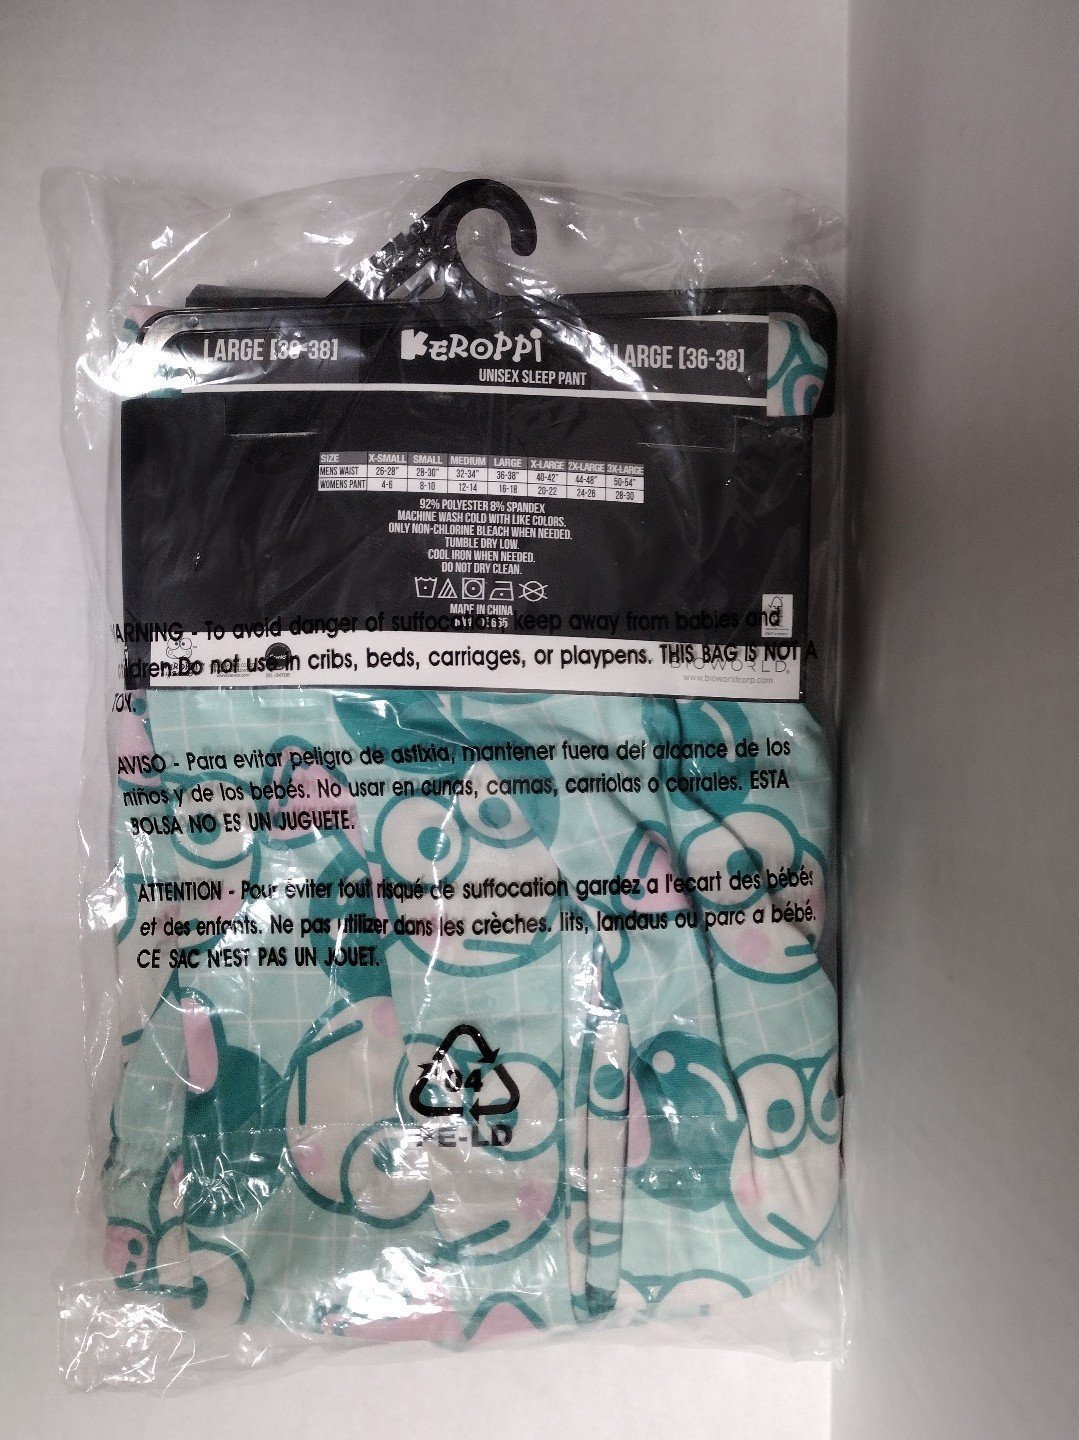 LARGE [36-38]
KEROPPI
LARGE [36-38]
UNISEX SLEEP PANT
SIZE X-SMALL SMALL MEDIUM LARGE X-LARGE 2X-LARGE 3X-LARGE
MENS WAIST 26-28" 28-30" 32-34" 36-38" 40-42" 44-48" 50-54"
WOMENS PANT 4-6 8-10 12-14 16-18 20-22 24-26 28-30
92% POLYESTER 8% SPANDEX
MACHINE WASH COLD WITH LIKE COLORS.
ONLY NON-CHLORINE BLEACH WHEN NEEDED.
TUMBLE DRY LOW.
COOL IRON WHEN NEEDED.
DO NOT DRY CLEAN.
MADE IN CHINA
WARNING - To avoid danger of suffocation, keep away from babies and
children.Do not use in cribs, beds, carriages, or playpens. THIS BAG IS NOT A
TOY.
BIOWORLD
www.bioworldcorp.com
AVISO - Para evitar peligro de asfixia, mantener fuera del alcance de los
niños y de los bebés. No usar en cunas, camas, carriolas o corrales. ESTA
BOLSA NO ES UN JUGUETE.
ATTENTION - Pour éviter tout risqué de suffocation gardez a l'ecart des bébés
et des enfants. Ne pas utilizer dans les crèches. lits, landaus ou parc a bébé.
CE SAC N'EST PAS UN JOUET.
04
PE-LD